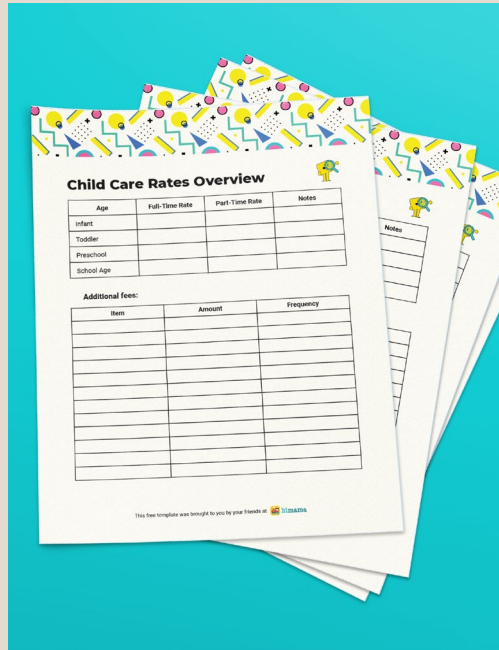 Child Care Rates Overview
Age Full-Time Rate Part-Time Rate Notes
Infant
Toddler
Preschool
School Age
Additional fees:
Item Amount Frequency
This free template was brought to you by your friends at himama
Notes